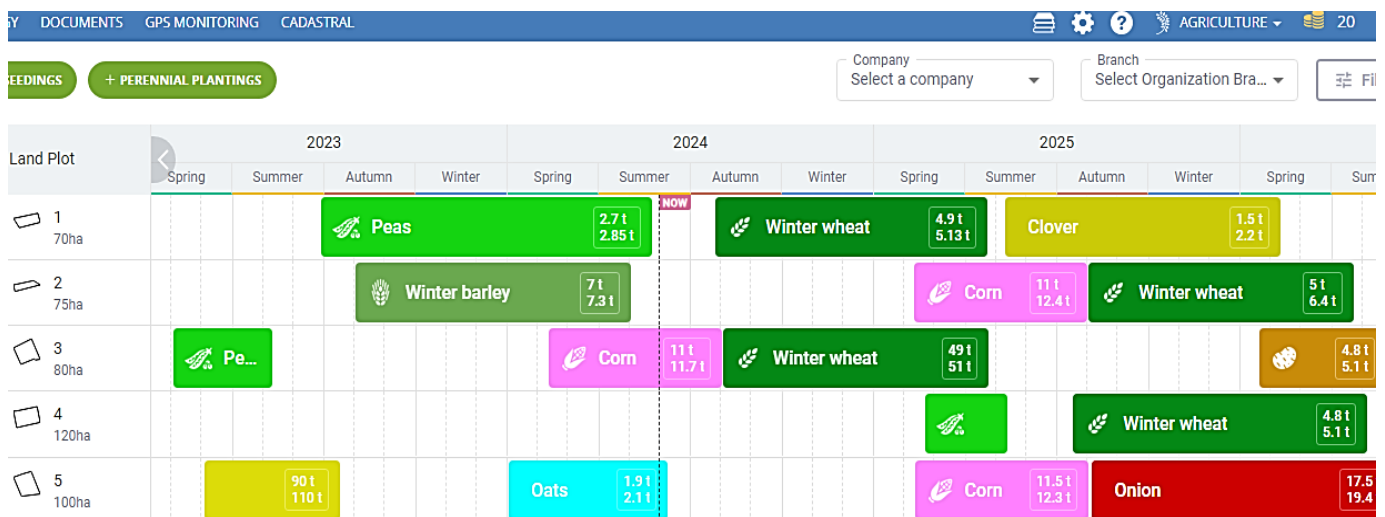 DOCUMENTS GPS MONITORING CADASTRAL AGRICULTURE 20
+ PERENNIAL PLANTINGS
Company
Select a company
Branch
Select Organization Bra...
Land Plot
2023 2024 2025
Spring Summer Autumn Winter Spring Summer Autumn Winter Spring Summer Autumn Winter Spring Sum
NOW
1
70ha
Peas 2.7 t
2.85 t
Winter wheat 4.9 t
5.13 t
Clover 1.5 t
2.2 t
2
75ha
Winter barley 7 t
7.3 t
Corn 11 t
12.4 t
Winter wheat 5 t
6.4 t
3
80ha
Pe...
Corn 11 t
11.7 t
Winter wheat 49 t
51 t
4.8 t
5.1 t
4
120ha
Winter wheat 4.8 t
5.1 t
5
100ha
90 t
110 t
Oats 1.9 t
2.1 t
Corn 11.5 t
12.3 t
Onion 17.5
19.4